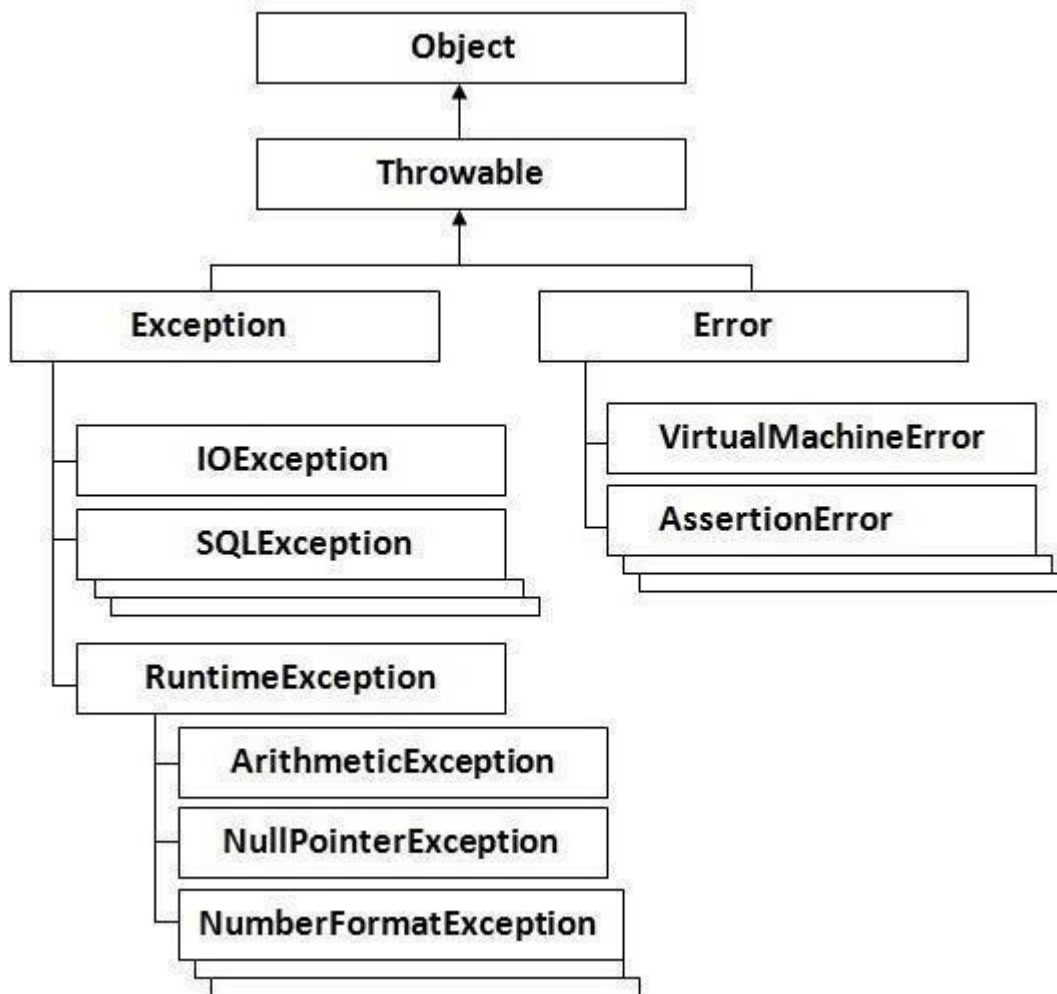 Object
Throwable
Exception
Error
IOException
SQLException
RuntimeException
ArithmeticException
NullPointerException
NumberFormatException
VirtualMachineError
AssertionError